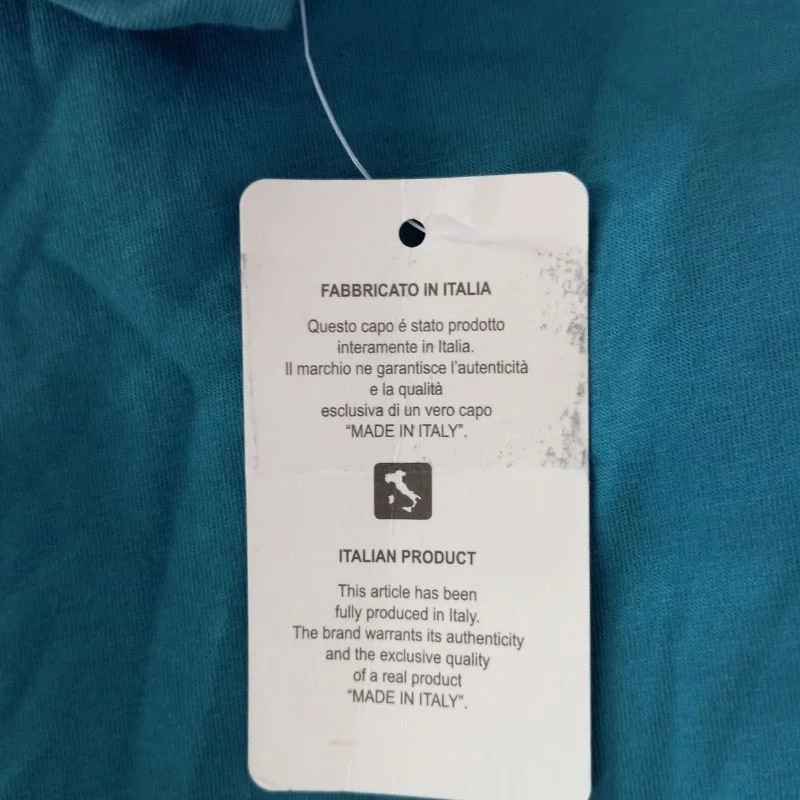 FABBRICATO IN ITALIA
Questo capo é stato prodotto
interamente in Italia.
Il marchio ne garantisce l'autenticità
e la qualità
esclusiva di un vero capo
“MADE IN ITALY”.
ITALIAN PRODUCT
This article has been
fully produced in Italy.
The brand warrants its authenticity
and the exclusive quality
of a real product
“MADE IN ITALY”.